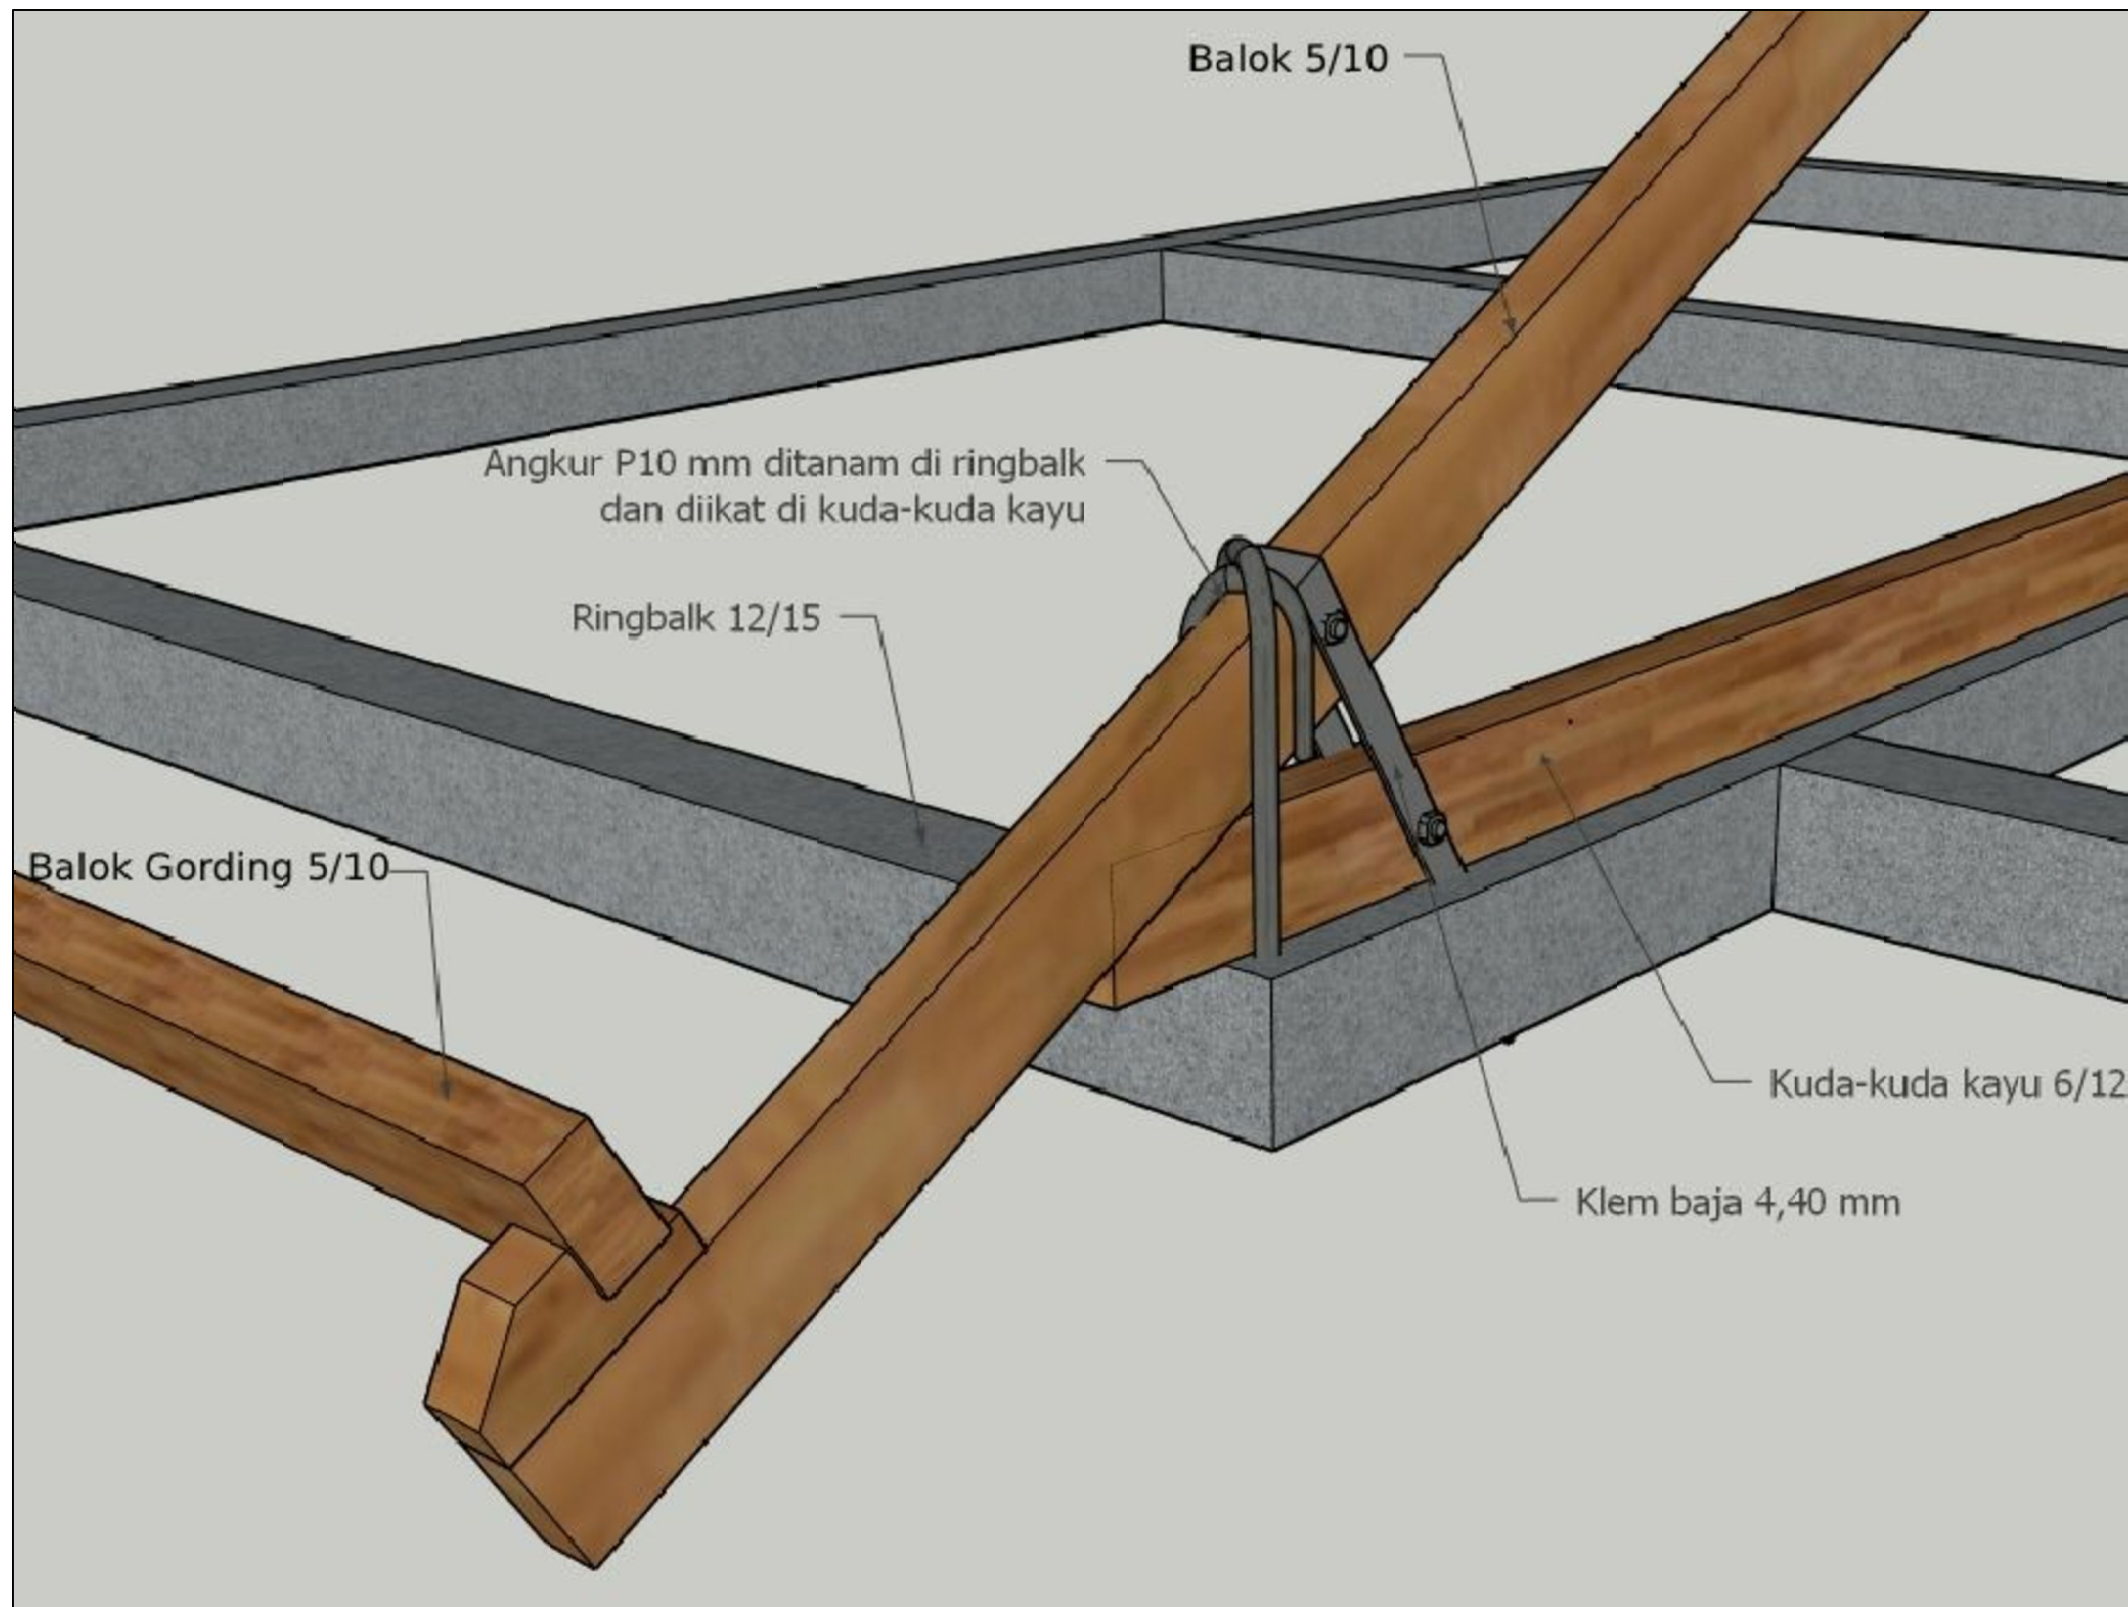 Balok 5/10
Angkur P10 mm ditanam di ringbalk
dan diikat di kuda-kuda kayu
Ringbalk 12/15
Balok Gording 5/10
Kuda-kuda kayu 6/12
Klem baja 4,40 mm